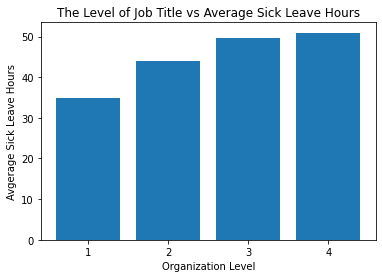 The Level of Job Title vs Average Sick Leave Hours
Avgerage Sick Leave Hours
50
40
30
20
10
0
1 2 3 4
Organization Level